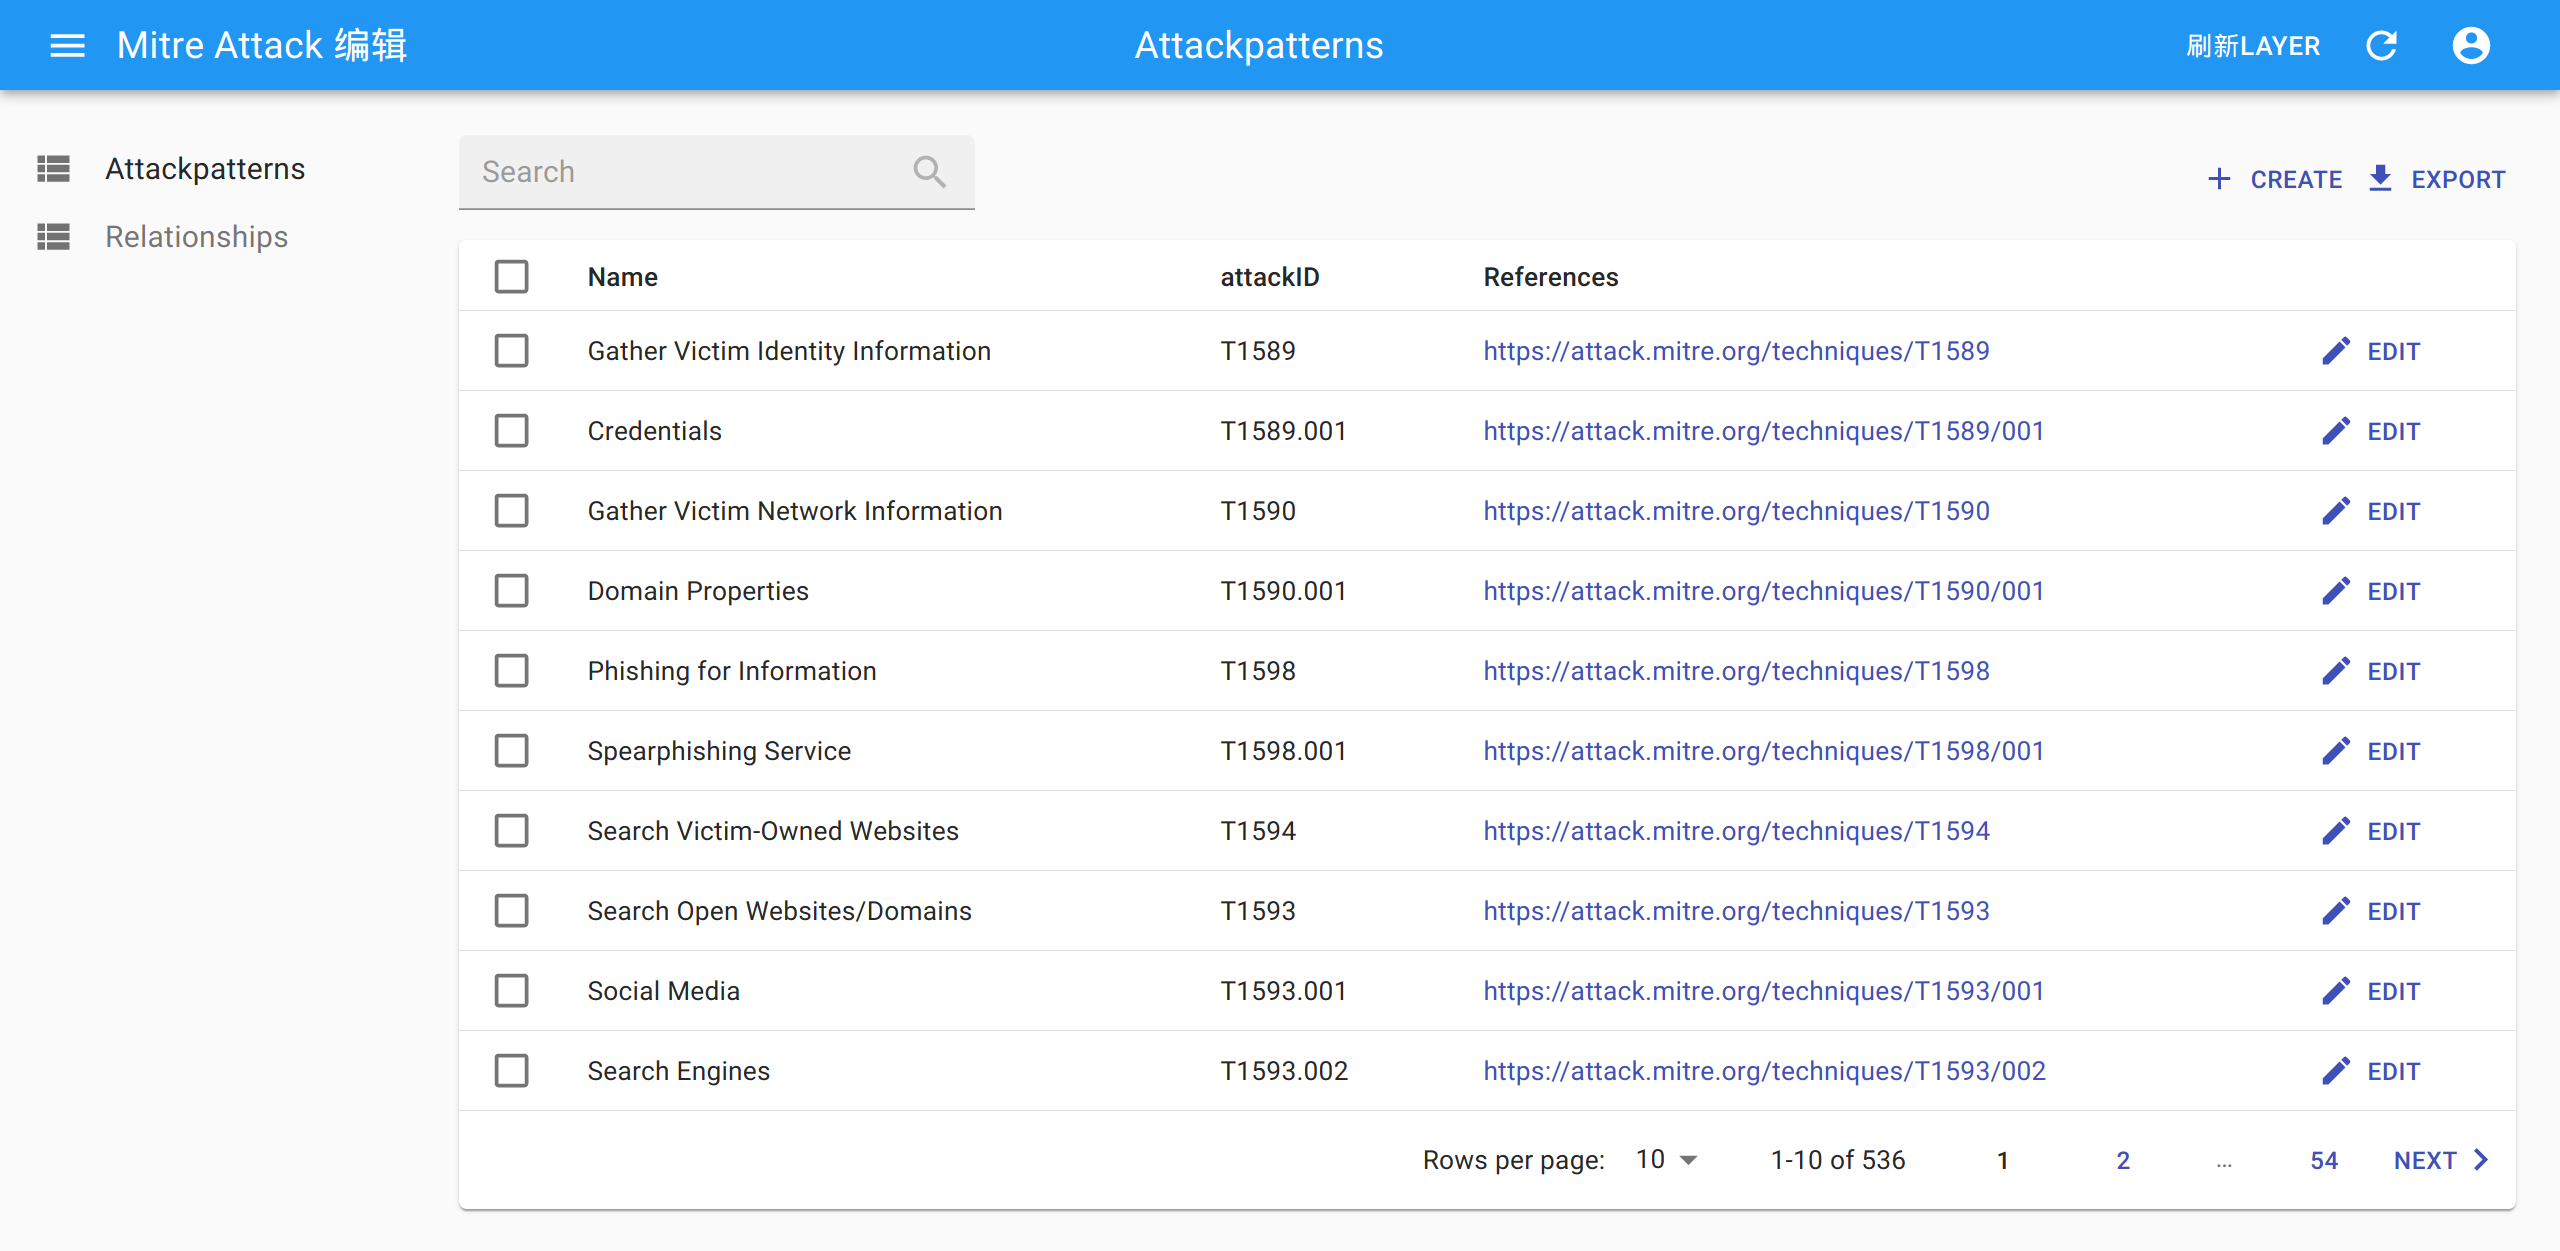 Mitre Attack 编辑
Attackpatterns
刷新LAYER
Attackpatterns
Relationships
Search
CREATE
EXPORT
Name attackID References
Gather Victim Identity Information T1589 https://attack.mitre.org/techniques/T1589 EDIT
Credentials T1589.001 https://attack.mitre.org/techniques/T1589/001 EDIT
Gather Victim Network Information T1590 https://attack.mitre.org/techniques/T1590 EDIT
Domain Properties T1590.001 https://attack.mitre.org/techniques/T1590/001 EDIT
Phishing for Information T1598 https://attack.mitre.org/techniques/T1598 EDIT
Spearphishing Service T1598.001 https://attack.mitre.org/techniques/T1598/001 EDIT
Search Victim-Owned Websites T1594 https://attack.mitre.org/techniques/T1594 EDIT
Search Open Websites/Domains T1593 https://attack.mitre.org/techniques/T1593 EDIT
Social Media T1593.001 https://attack.mitre.org/techniques/T1593/001 EDIT
Search Engines T1593.002 https://attack.mitre.org/techniques/T1593/002 EDIT
Rows per page: 10 1-10 of 536 1 2 ... 54 NEXT